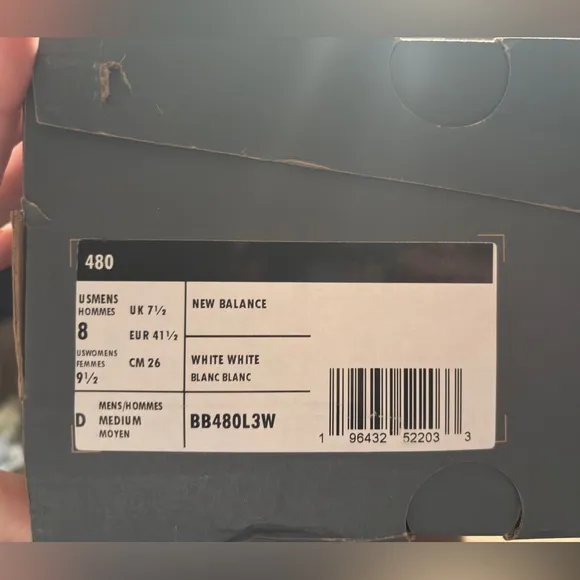 480
USMENS
HOMMES
8
USWOMENS
FEMMES
9½
UK 7½
EUR 41½
CM 26
NEW BALANCE
WHITE WHITE
BLANC BLANC
D
MENS/HOMMES
MEDIUM
MOYEN
BB480L3W
1 96432 52203 3